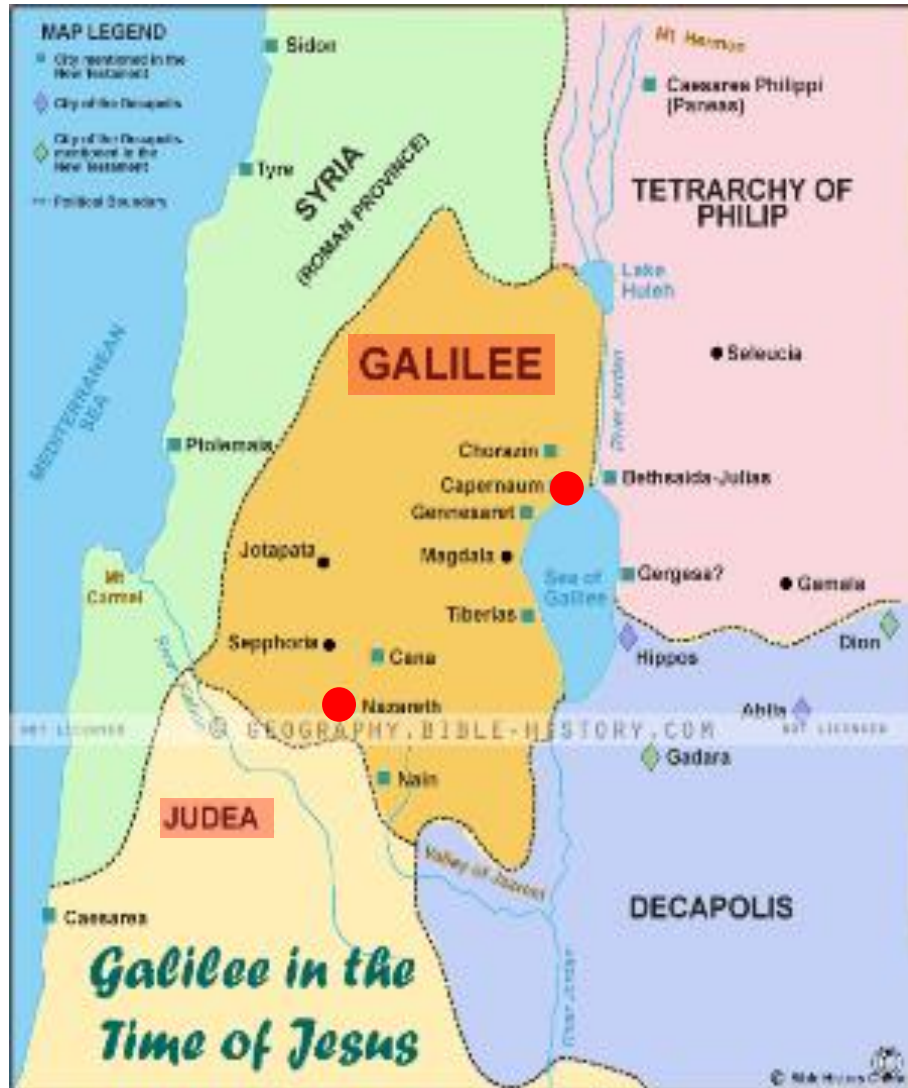 MAP LEGEND
City mentioned in the
New Testament
City of the Decapolis
City of the Decapolis
mentioned in the
New Testament
Political Boundary
Sidon
Mt Hermon
Caesarea Philippi
(Paneas)
Tyre
SYRIA
(ROMAN PROVINCE)
TETRARCHY OF
PHILIP
Lake
Huleh
MEDITERRANEAN
SEA
GALILEE
Seleucia
River Jordan
Ptolemais
Chorazin
Capernaum
Bethsaida-Julias
Gennesaret
Jotapata
Magdala
Sea of
Galilee
Gergesa?
Gamala
Mt
Carmel
Tiberias
Sepphoris
Cana
Hippos
Dion
Nazareth
Abila
NOT LICENSED © GEOGRAPHY.BIBLE-HISTORY.COM NOT LICENSED
Gadara
Nain
JUDEA
Valley of Jezreel
Caesarea
DECAPOLIS
River Jordan
Galilee in the
Time of Jesus